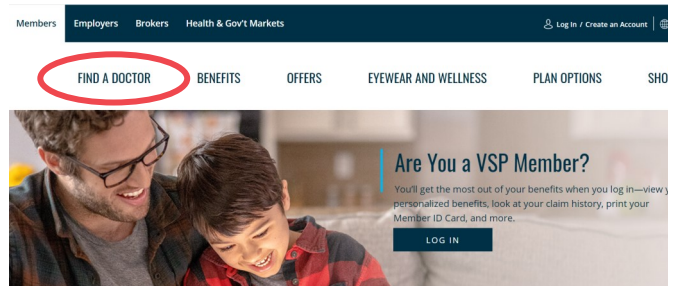 Members Employers Brokers Health & Gov't Markets Log In / Create an Account
FIND A DOCTOR BENEFITS OFFERS EYEWEAR AND WELLNESS PLAN OPTIONS SHO
Are You a VSP Member?
You'll get the most out of your benefits when you log in—view y
personalized benefits, look at your claim history, print your
Member ID Card, and more.
LOG IN